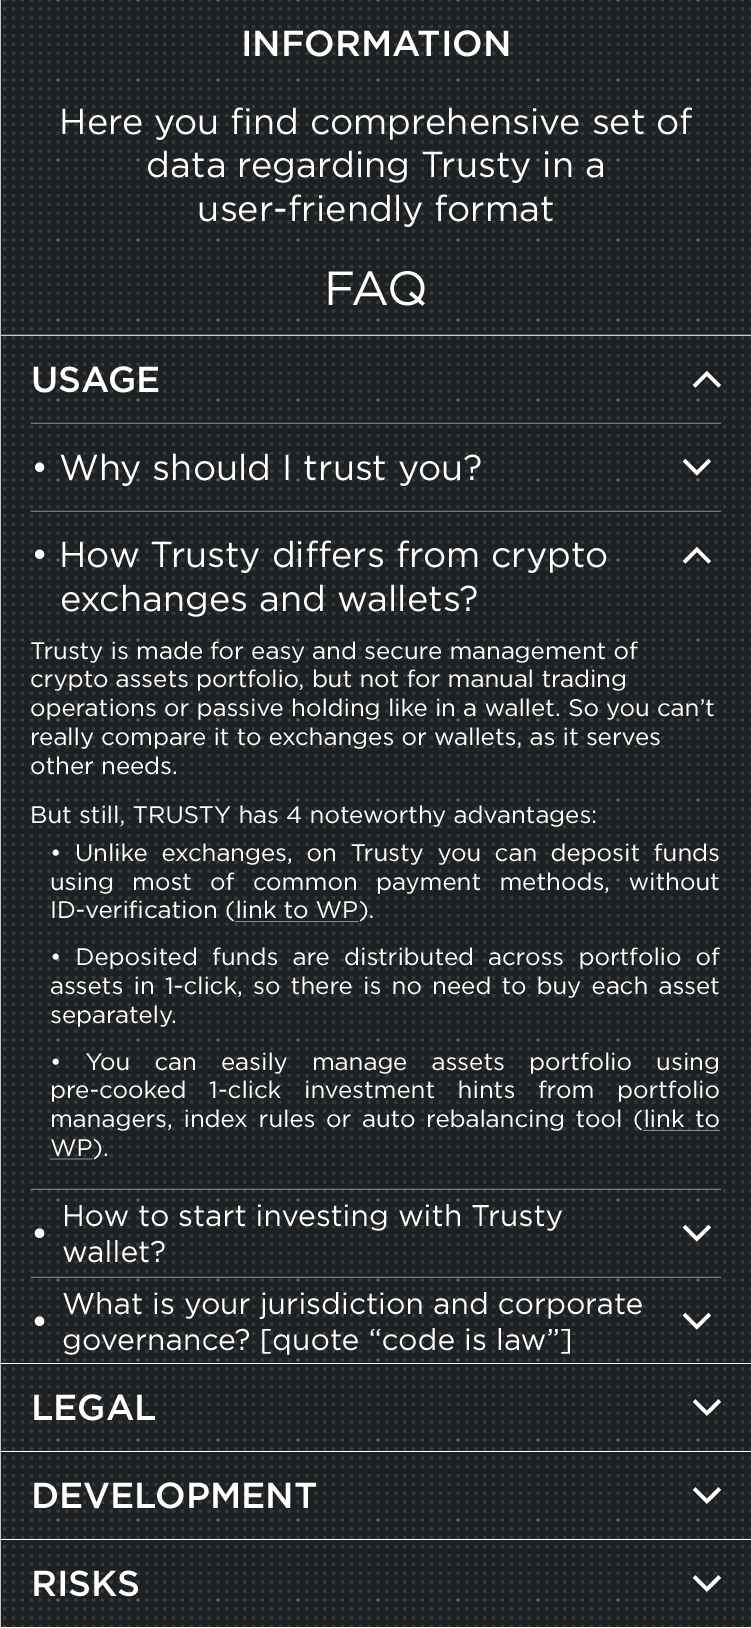 INFORMATION
Here you find comprehensive set of
data regarding Trusty in a
user-friendly format
FAQ
USAGE
• Why should I trust you?
• How Trusty differs from crypto
exchanges and wallets?
Trusty is made for easy and secure management of
crypto assets portfolio, but not for manual trading
operations or passive holding like in a wallet. So you can't
really compare it to exchanges or wallets, as it serves
other needs.
But still, TRUSTY has 4 noteworthy advantages:
• Unlike exchanges, on Trusty you can deposit funds
using most of common payment methods, without
ID-verification (link to WP).
• Deposited funds are distributed across portfolio of
assets in 1-click, so there is no need to buy each asset
separately.
• You can easily manage assets portfolio using
pre-cooked 1-click investment hints from portfolio
managers, index rules or auto rebalancing tool (link to
WP).
• How to start investing with Trusty
wallet?
• What is your jurisdiction and corporate
governance? [quote “code is law”]
LEGAL
DEVELOPMENT
RISKS